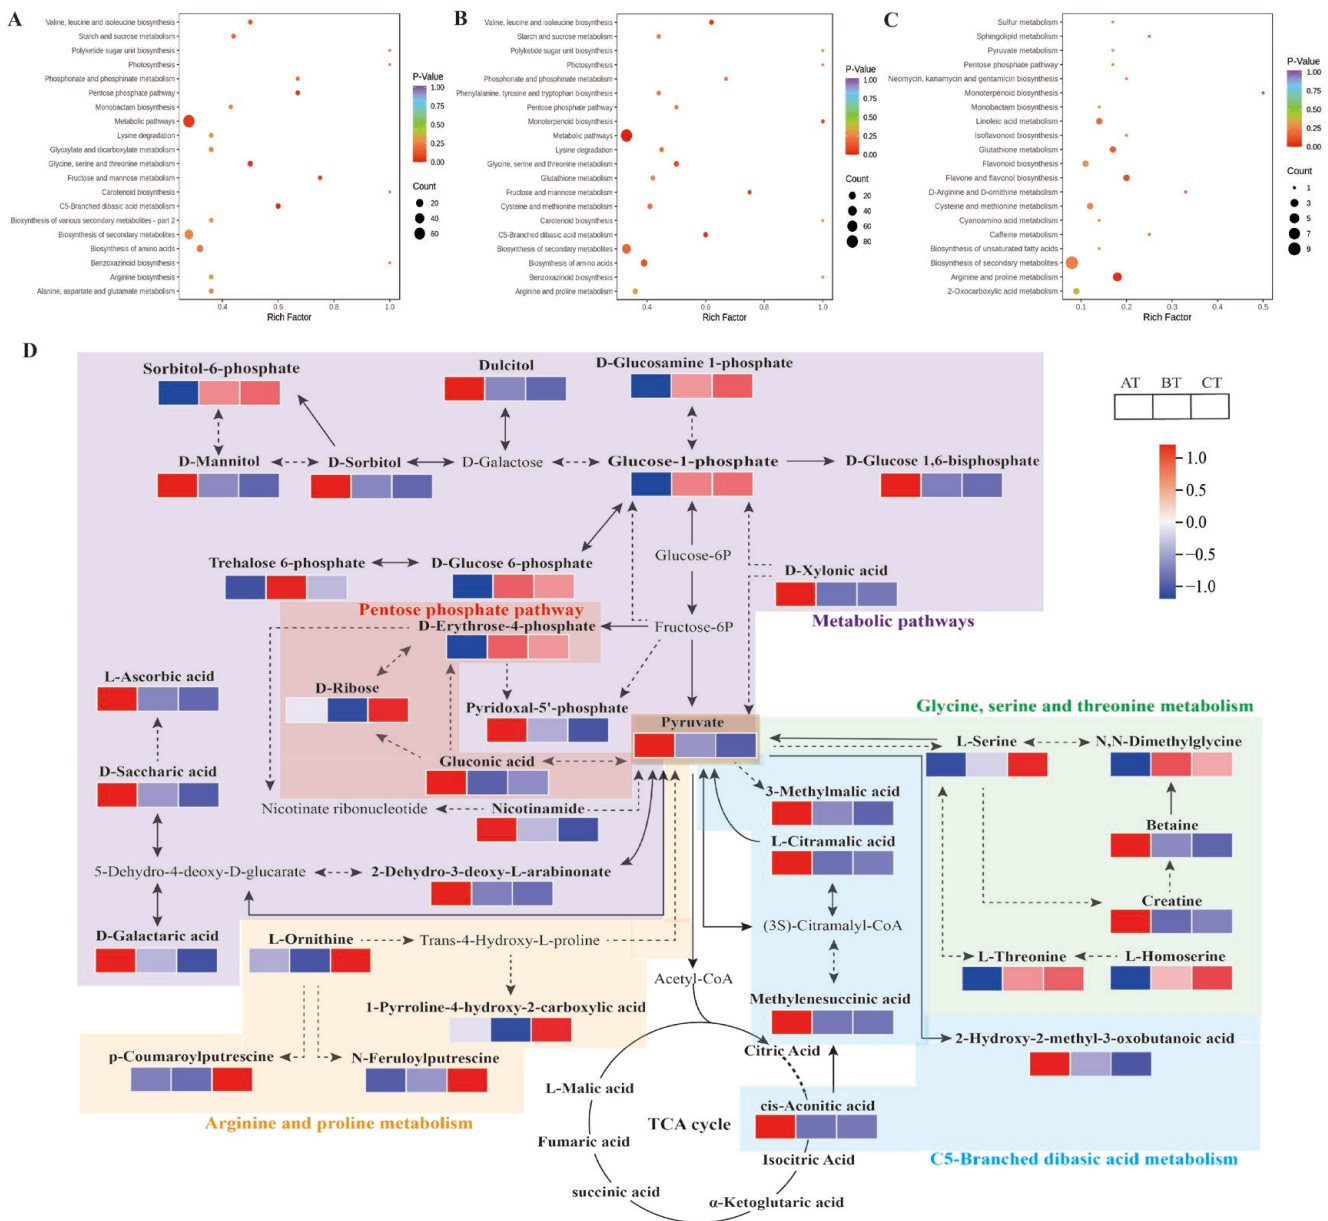 A
Valine, leucine and isoleucine biosynthesis
Starch and sucrose metabolism
Polyketide sugar unit biosynthesis
Photosynthesis
Phosphonate and phosphinate metabolism
Pentose phosphate pathway
Monobactam biosynthesis
Metabolic pathways
Lysine degradation
Glyoxylate and dicarboxylate metabolism
Glycine, serine and threonine metabolism
Fructose and mannose metabolism
Carotenoid biosynthesis
C5-Branched dibasic acid metabolism
Biosynthesis of various secondary metabolites - part 2
Biosynthesis of secondary metabolites
Biosynthesis of amino acids
Benzoxazinoid biosynthesis
Arginine biosynthesis
Alanine, aspartate and glutamate metabolism
0.4 0.6 0.8 1.0
Rich Factor
P-Value
1.00
0.75
0.50
0.25
0.00
Count
20
40
60
B
Valine, leucine and isoleucine biosynthesis
Starch and sucrose metabolism
Polyketide sugar unit biosynthesis
Photosynthesis
Phosphonate and phosphinate metabolism
Phenylalanine, tyrosine and tryptophan biosynthesis
Pentose phosphate pathway
Monoterpenoid biosynthesis
Metabolic pathways
Lysine degradation
Glycine, serine and threonine metabolism
Glutathione metabolism
Fructose and mannose metabolism
Cysteine and methionine metabolism
Carotenoid biosynthesis
C5-Branched dibasic acid metabolism
Biosynthesis of secondary metabolites
Biosynthesis of amino acids
Benzoxazinoid biosynthesis
Arginine and proline metabolism
0.4 0.6 0.8 1.0
Rich Factor
P-Value
1.00
0.75
0.50
0.25
0.00
Count
20
40
60
80
C
Sulfur metabolism
Sphingolipid metabolism
Pyruvate metabolism
Pentose phosphate pathway
Neomycin, kanamycin and gentamicin biosynthesis
Monoterpenoid biosynthesis
Monobactam biosynthesis
Linoleic acid metabolism
Isoflavonoid biosynthesis
Glutathione metabolism
Flavonoid biosynthesis
Flavone and flavonol biosynthesis
D-Arginine and D-ornithine metabolism
Cysteine and methionine metabolism
Cyanoamino acid metabolism
Caffeine metabolism
Biosynthesis of unsaturated fatty acids
Biosynthesis of secondary metabolites
Arginine and proline metabolism
2-Oxocarboxylic acid metabolism
0.1 0.2 0.3 0.4 0.5
Rich Factor
P-Value
1.00
0.75
0.50
0.25
0.00
Count
1
3
5
7
9
D
Sorbitol-6-phosphate
Dulcitol
D-Glucosamine 1-phosphate
AT BT CT
D-Mannitol
D-Sorbitol
D-Galactose
Glucose-1-phosphate
D-Glucose 1,6-bisphosphate
1.0
0.5
0.0
−0.5
−1.0
Trehalose 6-phosphate
D-Glucose 6-phosphate
Glucose-6P
D-Xylonic acid
Pentose phosphate pathway
Metabolic pathways
D-Erythrose-4-phosphate
Fructose-6P
L-Ascorbic acid
D-Ribose
Pyridoxal-5'-phosphate
Pyruvate
Glycine, serine and threonine metabolism
L-Serine
N,N-Dimethylglycine
D-Saccharic acid
Gluconic acid
3-Methylmalic acid
Nicotinate ribonucleotide
Nicotinamide
Betaine
L-Citramalic acid
5-Dehydro-4-deoxy-D-glucarate
2-Dehydro-3-deoxy-L-arabinonate
Creatine
(3S)-Citramalyl-CoA
D-Galactaric acid
L-Ornithine
Trans-4-Hydroxy-L-proline
L-Threonine
L-Homoserine
Acetyl-CoA
Methylenesuccinic acid
1-Pyrroline-4-hydroxy-2-carboxylic acid
2-Hydroxy-2-methyl-3-oxobutanoic acid
Citric Acid
p-Coumaroylputrescine
N-Feruloylputrescine
L-Malic acid
cis-Aconitic acid
Arginine and proline metabolism
TCA cycle
Fumaric acid
Isocitric Acid
C5-Branched dibasic acid metabolism
succinic acid
α-Ketoglutaric acid